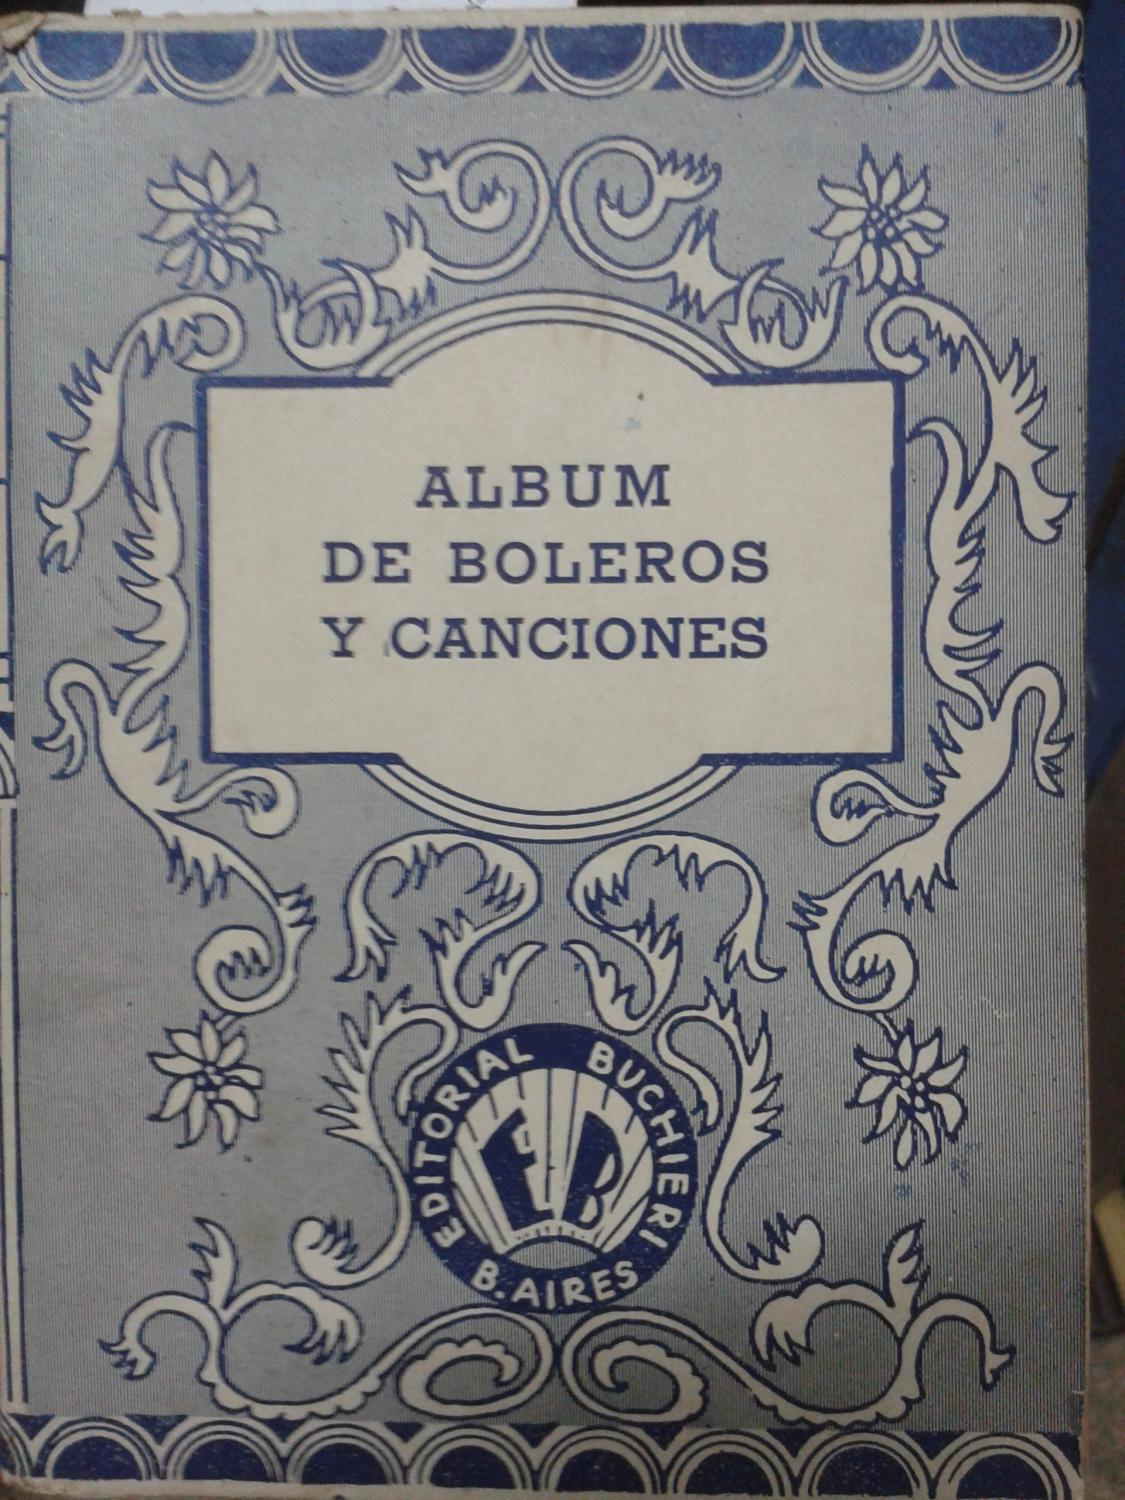 ALBUM
DE BOLEROS
Y CANCIONES
EDITORIAL BUCHIERI
EB
B. AIRES